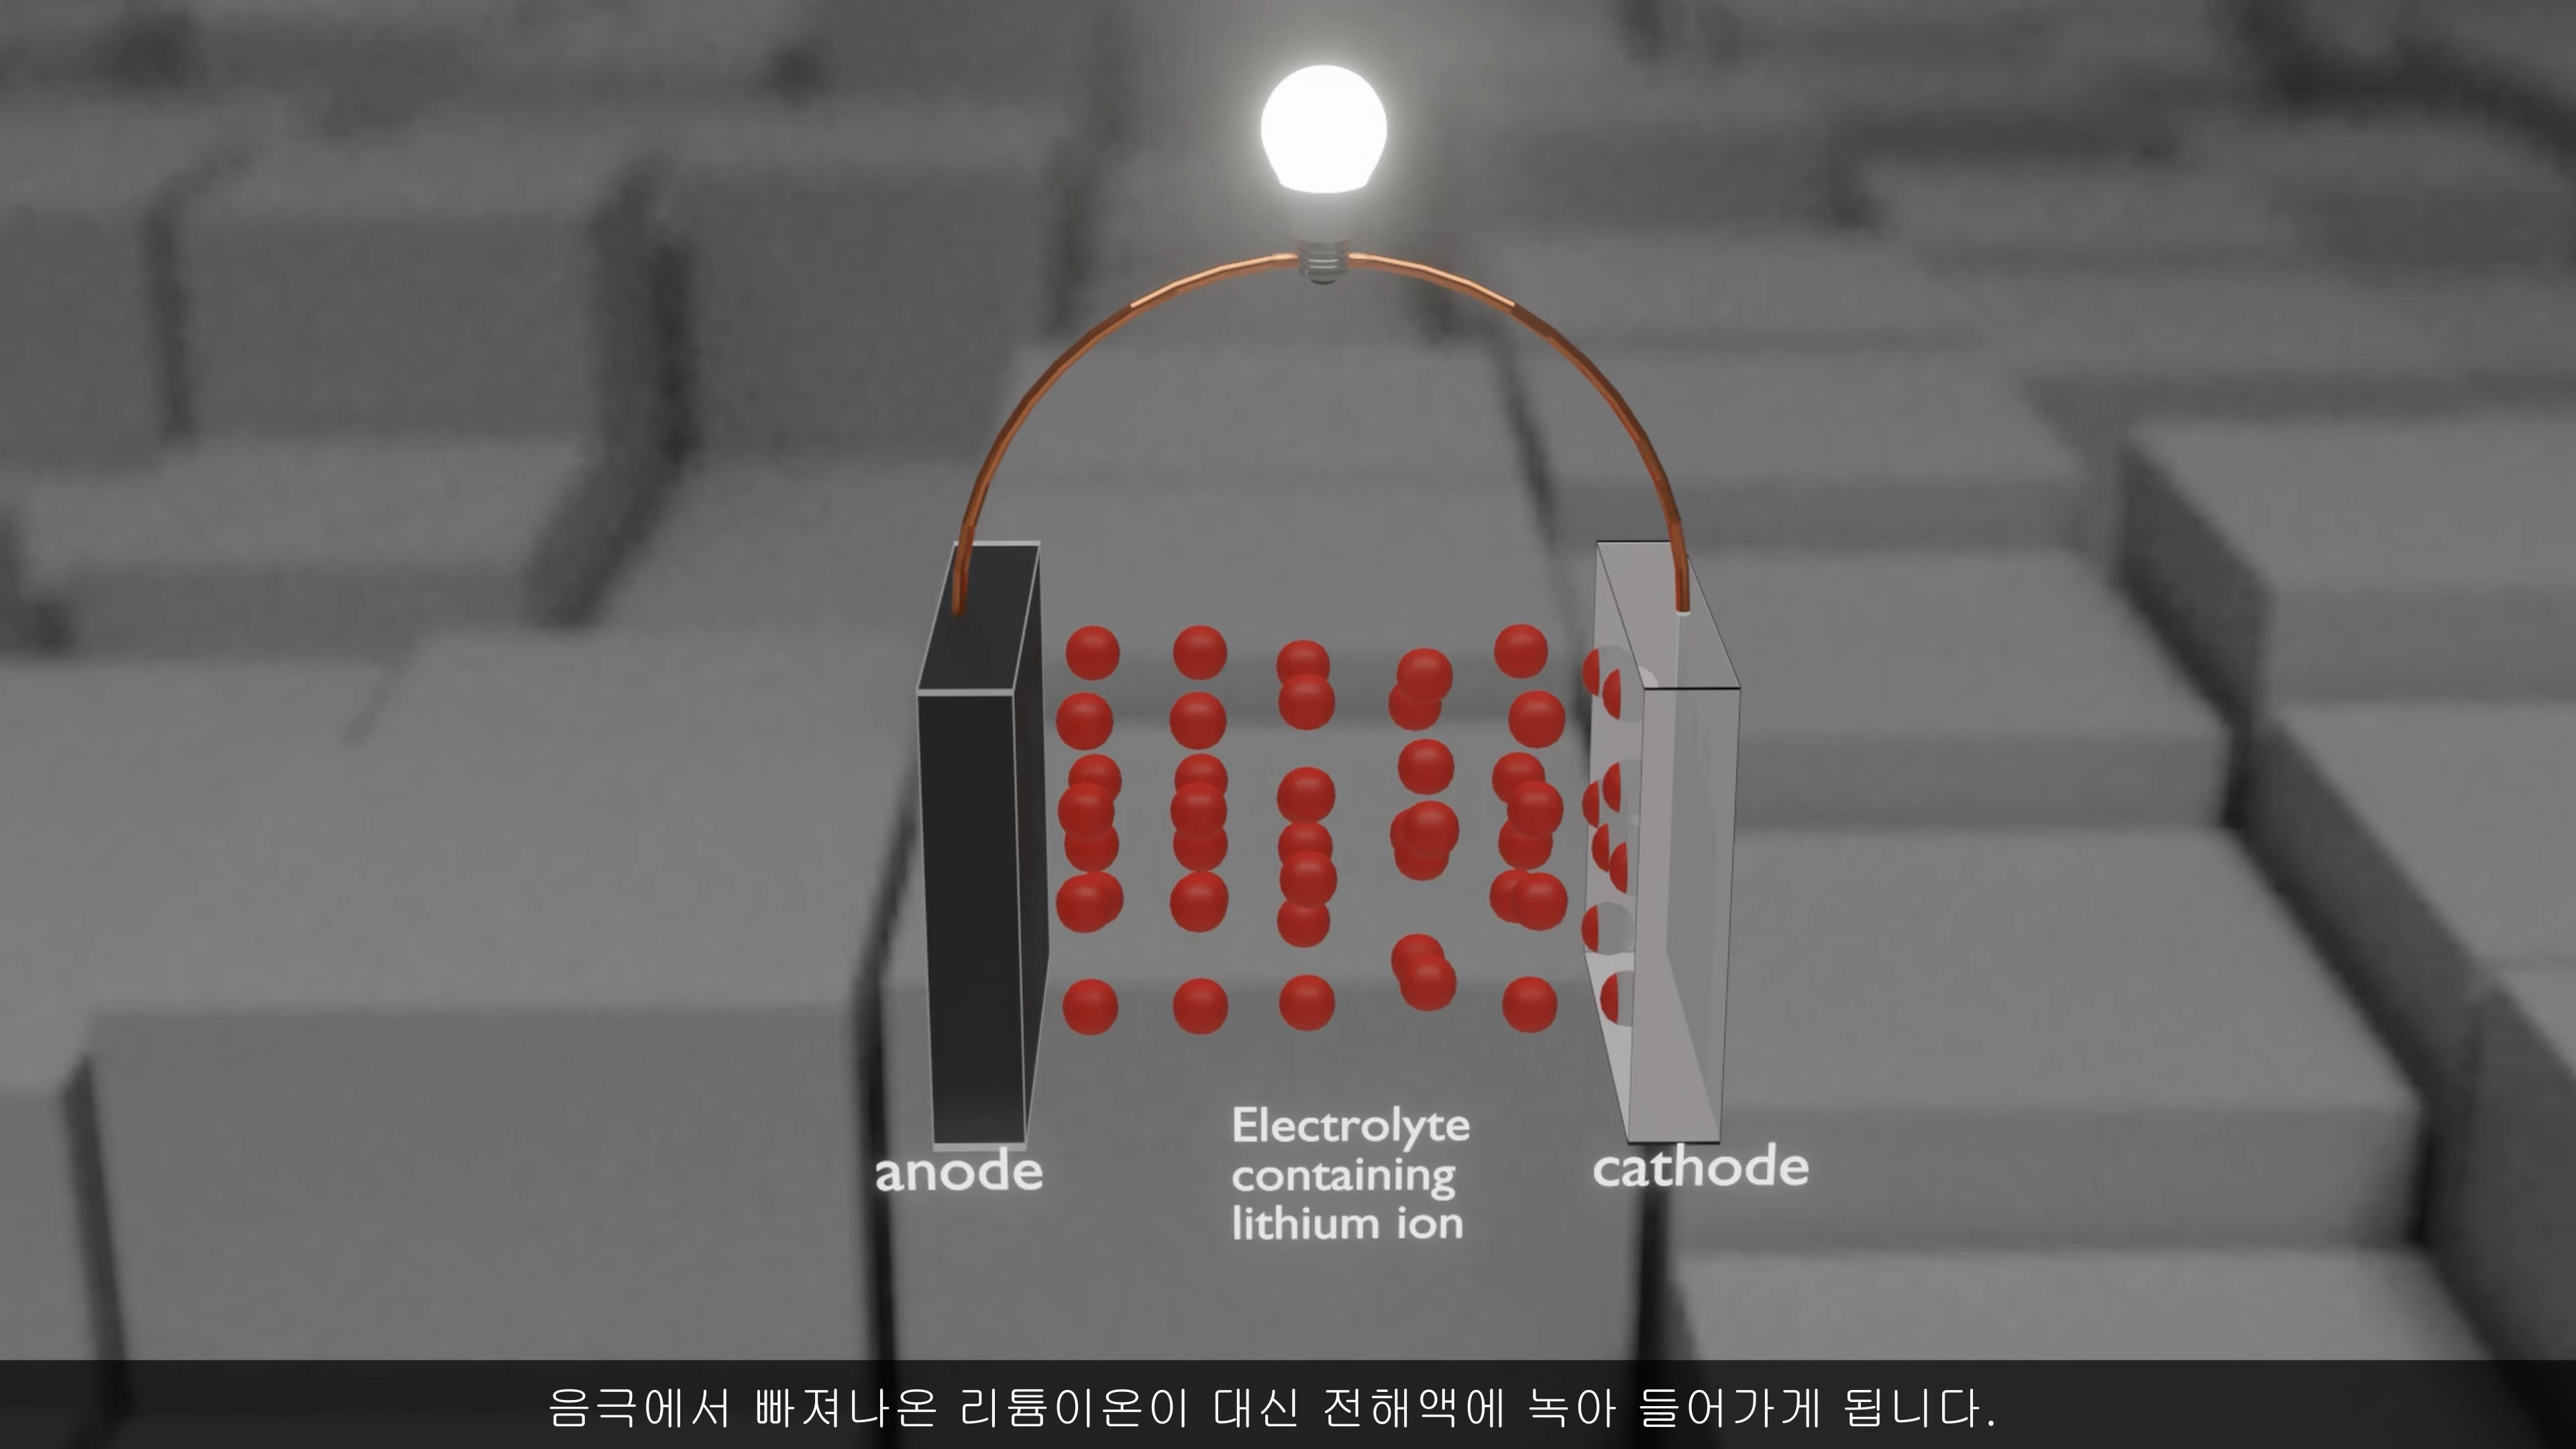 Electrolyte
containing
lithium ion
anode
cathode
음극에서 빠져나온 리튬이온이 대신 전해액에 녹아 들어가게 됩니다.